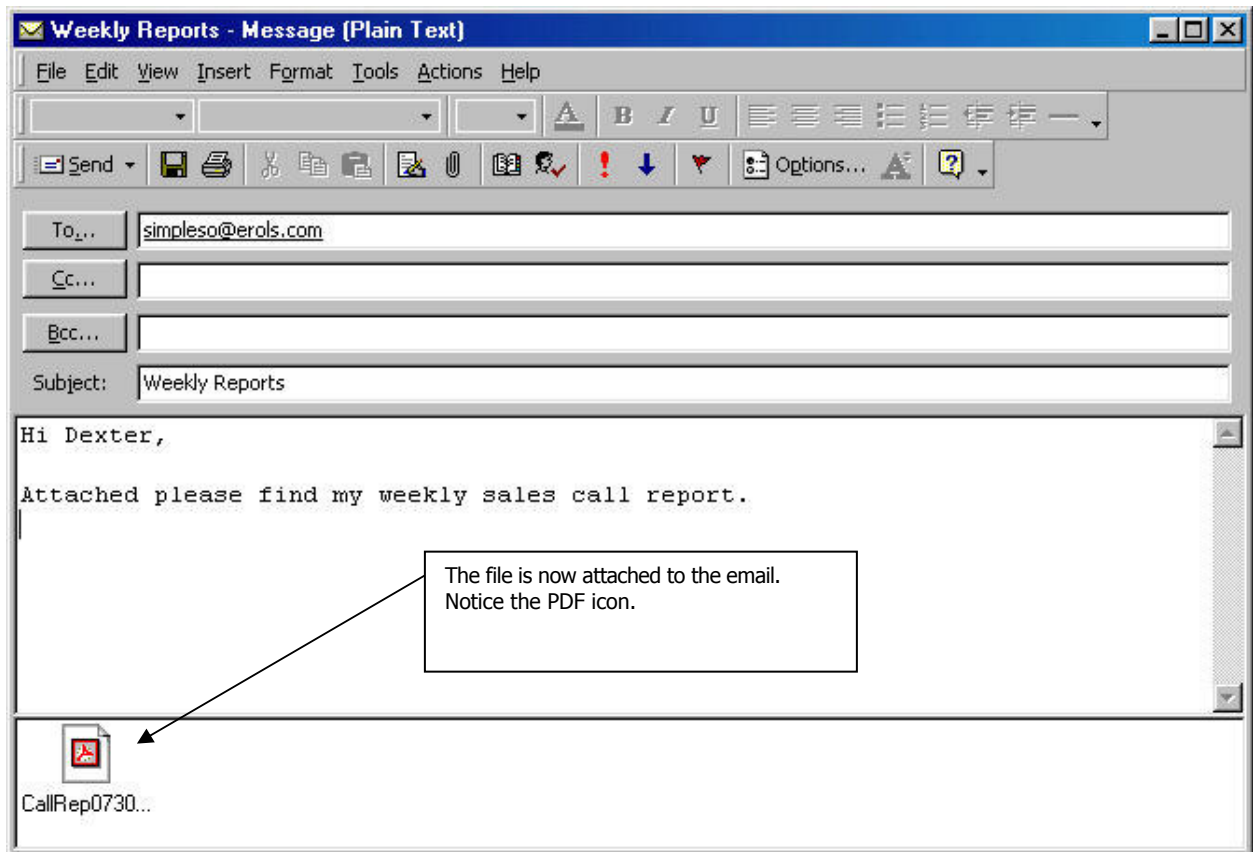 Weekly Reports - Message (Plain Text)
File Edit View Insert Format Tools Actions Help
A B I U
Send Options... A
To... simpleso@erols.com
Cc...
Bcc...
Subject: Weekly Reports
Hi Dexter,
Attached please find my weekly sales call report.
The file is now attached to the email.
Notice the PDF icon.
CallRep0730...